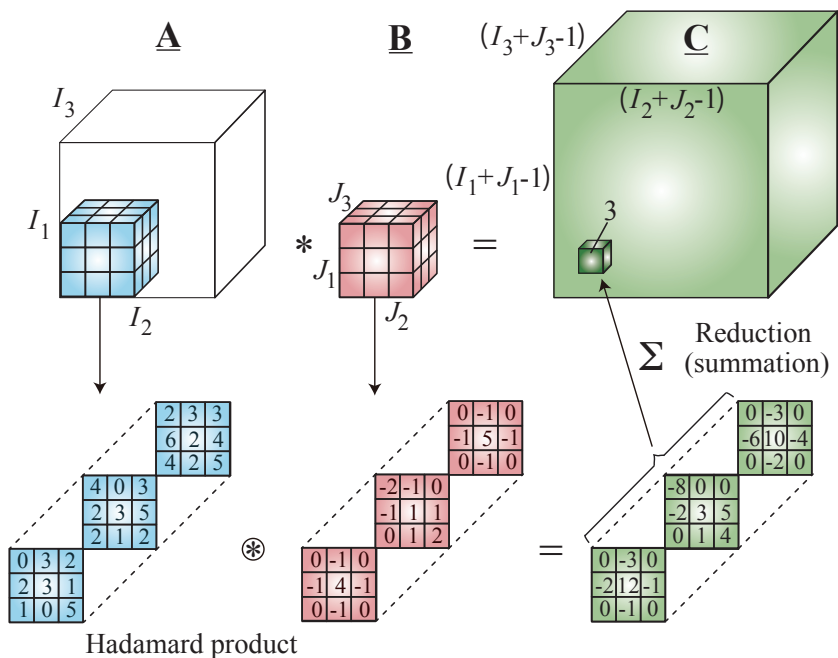 A B C
(I3+J3-1)
I3
(I2+J2-1)
(I1+J1-1)
J3
3
I1
* =
J1
I2
J2
Σ Reduction
(summation)
2 3 3
6 2 4
4 2 5
4 0 3
2 3 5
2 1 2
0 3 2
2 3 1
1 0 5
⊛
0 -1 0
-1 5 -1
0 -1 0
-2 -1 0
-1 1 1
0 1 2
0 -1 0
-1 4 -1
0 -1 0
=
0 -3 0
-6 10 -4
0 -2 0
-8 0 0
-2 3 5
0 1 4
0 -3 0
-2 12 -1
0 -1 0
Hadamard product